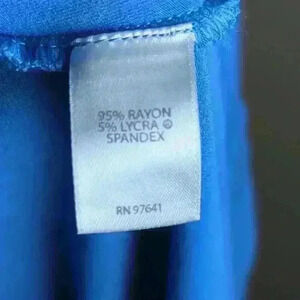 95% RAYON
5% LYCRA ®
SPANDEX
RN 97641